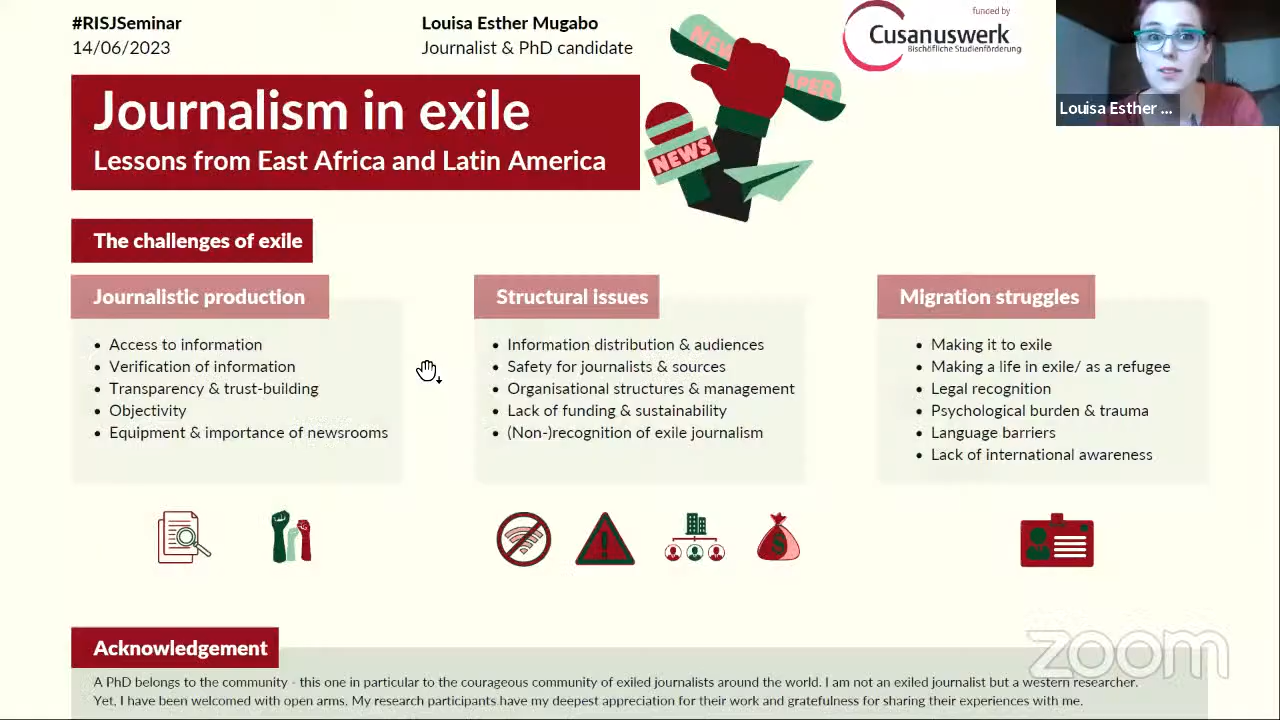 #RISJSeminar
14/06/2023
Louisa Esther Mugabo
Journalist & PhD candidate
funded by
Cusanuswerk
Bischöfliche Studienförderung
Louisa Esther ...
Journalism in exile
Lessons from East Africa and Latin America
NEWS
The challenges of exile
Journalistic production
• Access to information
• Verification of information
• Transparency & trust-building
• Objectivity
• Equipment & importance of newsrooms
Structural issues
• Information distribution & audiences
• Safety for journalists & sources
• Organisational structures & management
• Lack of funding & sustainability
• (Non-)recognition of exile journalism
Migration struggles
• Making it to exile
• Making a life in exile/ as a refugee
• Legal recognition
• Psychological burden & trauma
• Language barriers
• Lack of international awareness
$
Acknowledgement
A PhD belongs to the community - this one in particular to the courageous community of exiled journalists around the world. I am not an exiled journalist but a western researcher.
Yet, I have been welcomed with open arms. My research participants have my deepest appreciation for their work and gratefulness for sharing their experiences with me.
zoom